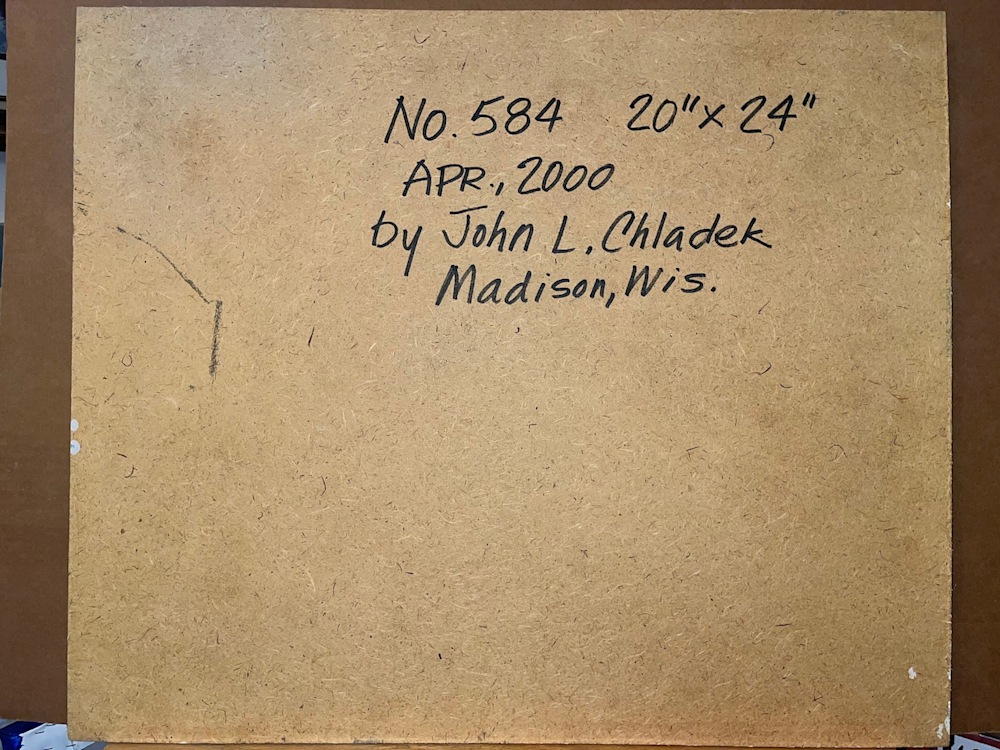 No. 584 20" x 24"
APR., 2000
by John L. Chladek
Madison, Wis.